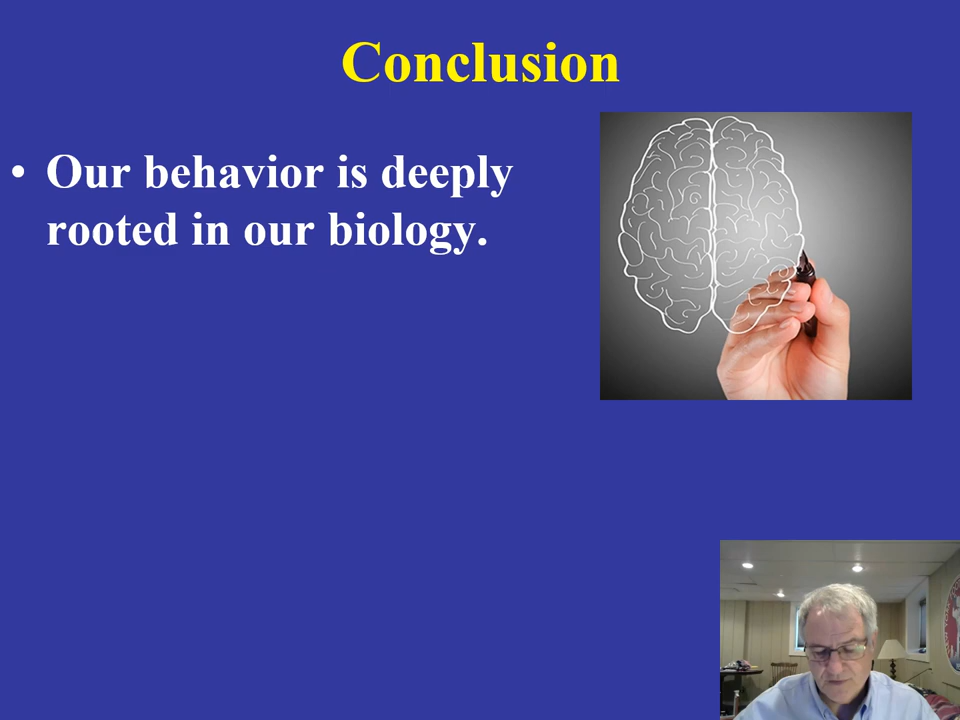 Conclusion
• Our behavior is deeply
rooted in our biology.